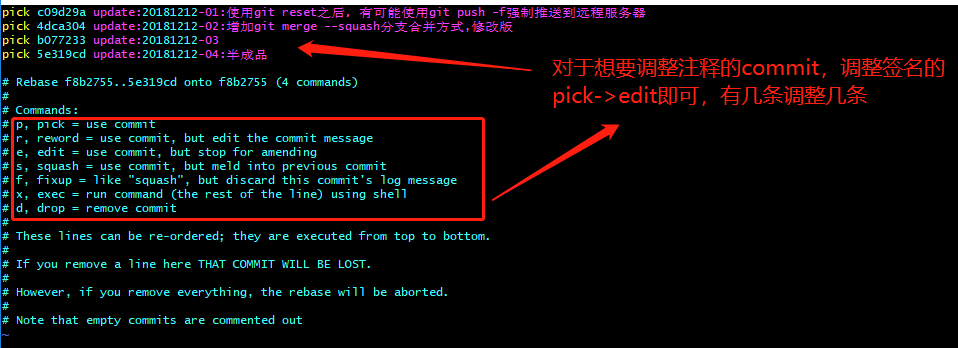 pick c09d29a update:20181212-01:使用git reset之后, 有可能使用git push -f强制推送到远程服务器
pick 4dca304 update:20181212-02:增加git merge --squash分支合并方式,修改版
pick b077233 update:20181212-03
pick 5e319cd update:20181212-04:半成品
对于想要调整注释的commit，调整签名的
pick->edit即可，有几条调整几条
# Rebase f8b2755..5e319cd onto f8b2755 (4 commands)
#
# Commands:
# p, pick = use commit
# r, reword = use commit, but edit the commit message
# e, edit = use commit, but stop for amending
# s, squash = use commit, but meld into previous commit
# f, fixup = like "squash", but discard this commit's log message
# x, exec = run command (the rest of the line) using shell
# d, drop = remove commit
#
# These lines can be re-ordered; they are executed from top to bottom.
#
# If you remove a line here THAT COMMIT WILL BE LOST.
#
# However, if you remove everything, the rebase will be aborted.
#
# Note that empty commits are commented out
~